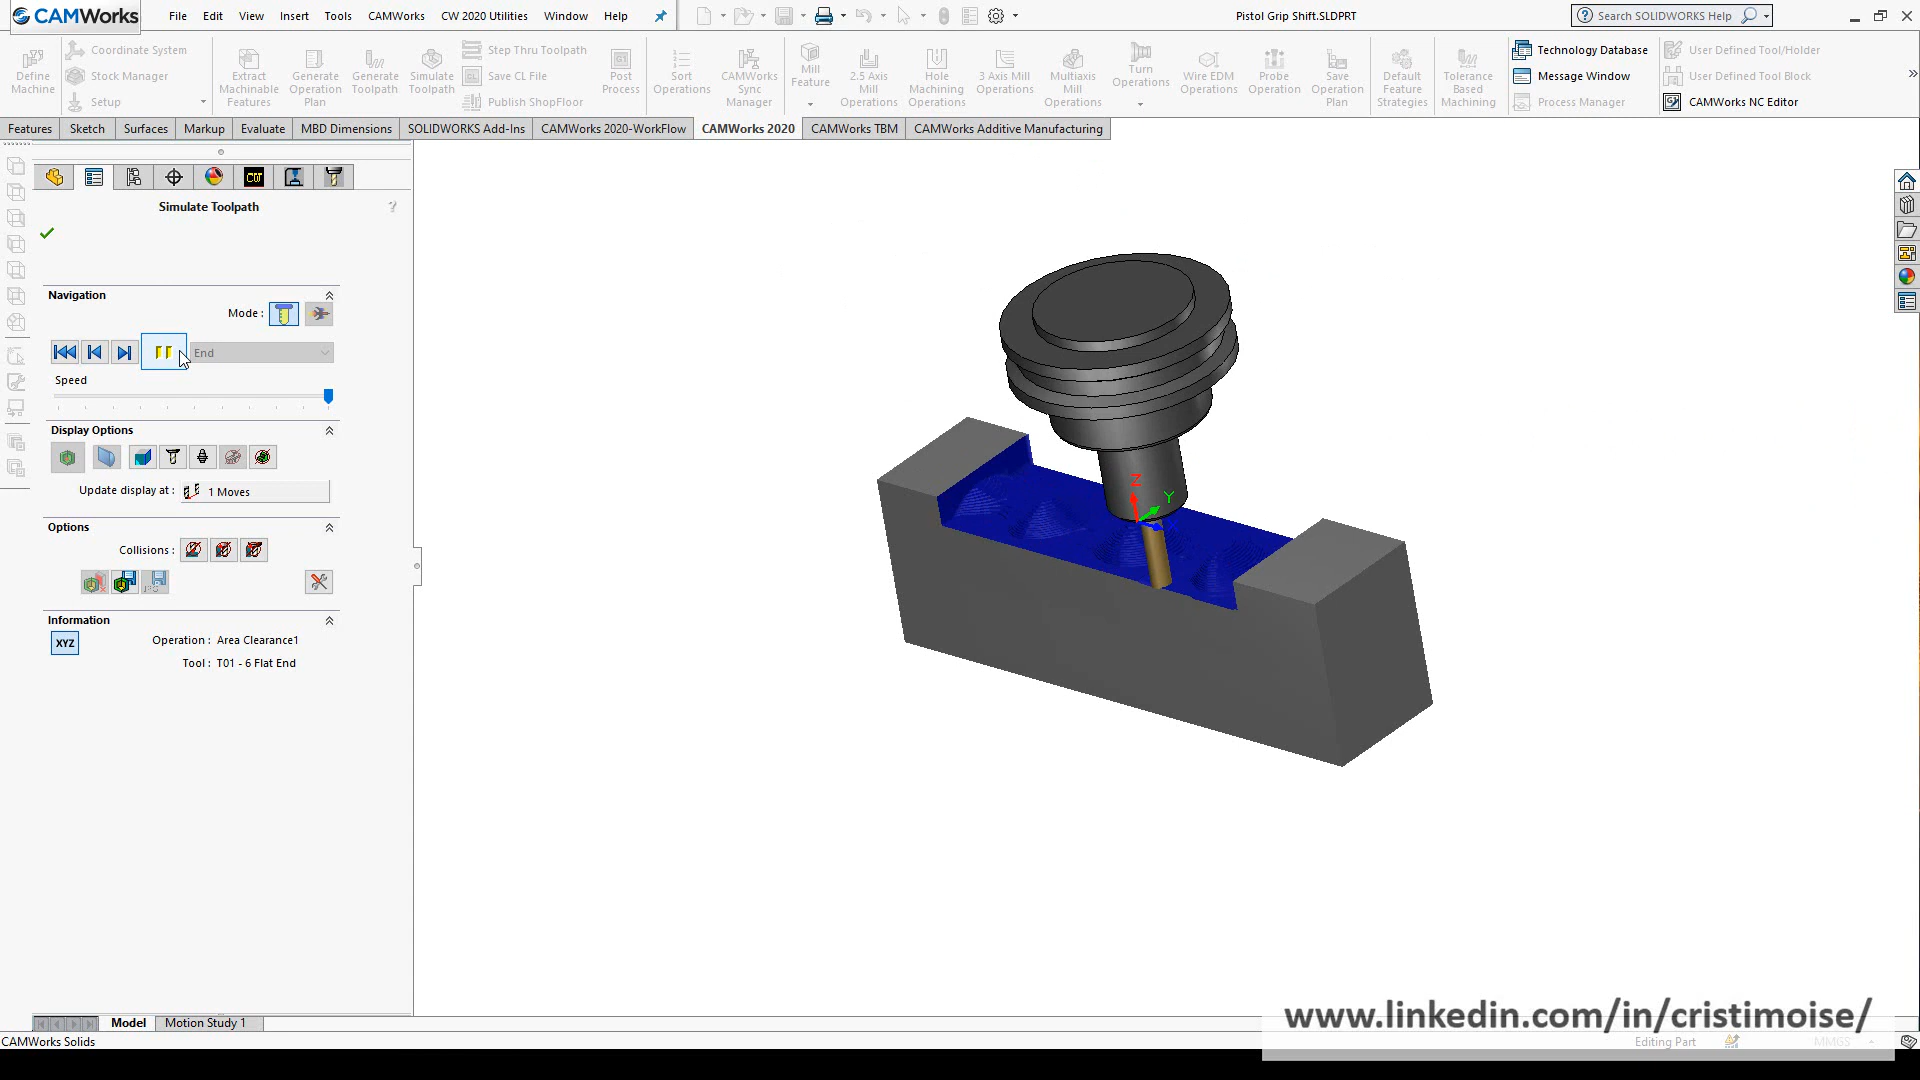 CAMWorks File Edit View Insert Tools CAMWorks CW 2020 Utilities Window Help Pistol Grip Shift.SLDPRT Search SOLIDWORKS Help
Define Machine
Coordinate System
Stock Manager
Setup
Extract Machinable Features
Generate Operation Plan
Generate Toolpath
Simulate Toolpath
Step Thru Toolpath
Save CL File
Publish ShopFloor
Post Process
Sort Operations
CAMWorks Sync Manager
Mill Feature
2.5 Axis Mill Operations
Hole Machining Operations
3 Axis Mill Operations
Multiaxis Mill Operations
Turn Operations
Wire EDM Operations
Probe Operation
Save Operation Plan
Default Feature Strategies
Tolerance Based Machining
Technology Database
Message Window
Process Manager
User Defined Tool/Holder
User Defined Tool Block
CAMWorks NC Editor
Features Sketch Surfaces Markup Evaluate MBD Dimensions SOLIDWORKS Add-Ins CAMWorks 2020-WorkFlow CAMWorks 2020 CAMWorks TBM CAMWorks Additive Manufacturing
CW
Simulate Toolpath
?
Navigation
Mode :
End
Speed
Display Options
Update display at : 1 Moves
Options
Collisions :
Information
XYZ Operation : Area Clearance1
Tool : T01 - 6 Flat End
Z
Y
Model Motion Study 1
www.linkedin.com/in/cristimoise/
CAMWorks Solids Editing Part MMGS